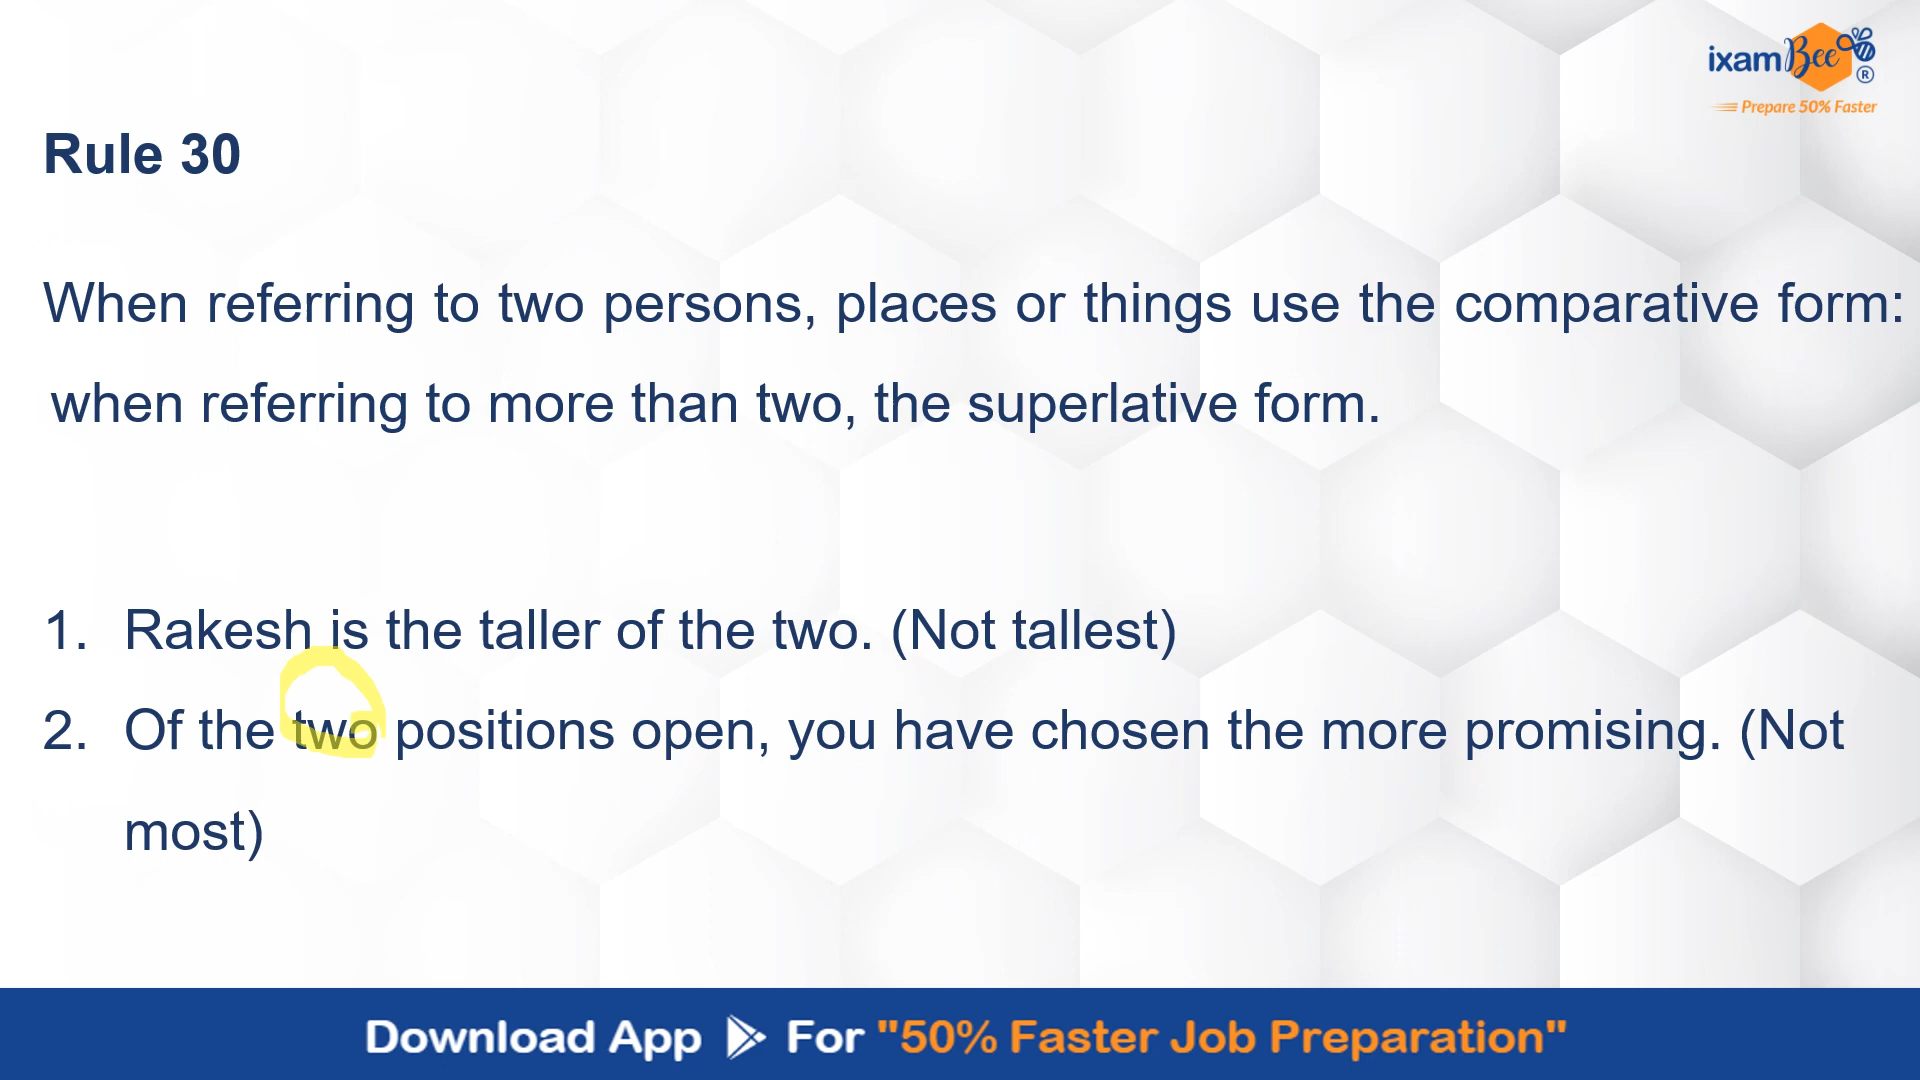 ixamBee®
Prepare 50% Faster
Rule 30
When referring to two persons, places or things use the comparative form:
when referring to more than two, the superlative form.
1. Rakesh is the taller of the two. (Not tallest)
2. Of the two positions open, you have chosen the more promising. (Not
most)
Download App For "50% Faster Job Preparation"